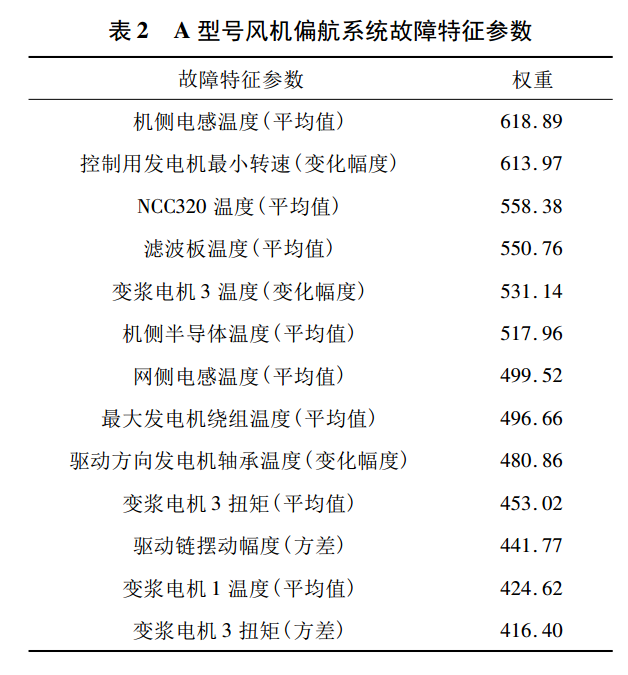 表 2 A 型号风机偏航系统故障特征参数
故障特征参数 权重
机侧电感温度(平均值) 618.89
控制用发电机最小转速(变化幅度) 613.97
NCC320 温度(平均值) 558.38
滤波板温度(平均值) 550.76
变浆电机 3 温度(变化幅度) 531.14
机侧半导体温度(平均值) 517.96
网侧电感温度(平均值) 499.52
最大发电机绕组温度(平均值) 496.66
驱动方向发电机轴承温度(变化幅度) 480.86
变浆电机 3 扭矩(平均值) 453.02
驱动链摆动幅度(方差) 441.77
变浆电机 1 温度(平均值) 424.62
变浆电机 3 扭矩(方差) 416.40